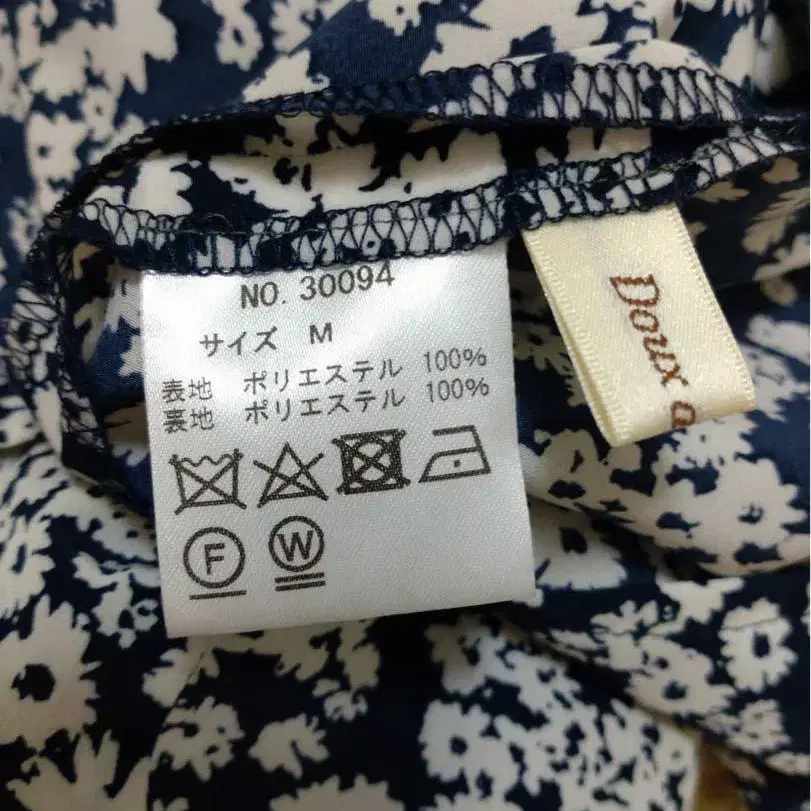 NO. 30094
サイズ M
表地 ポリエステル 100%
裏地 ポリエステル 100%
F
W
Doux